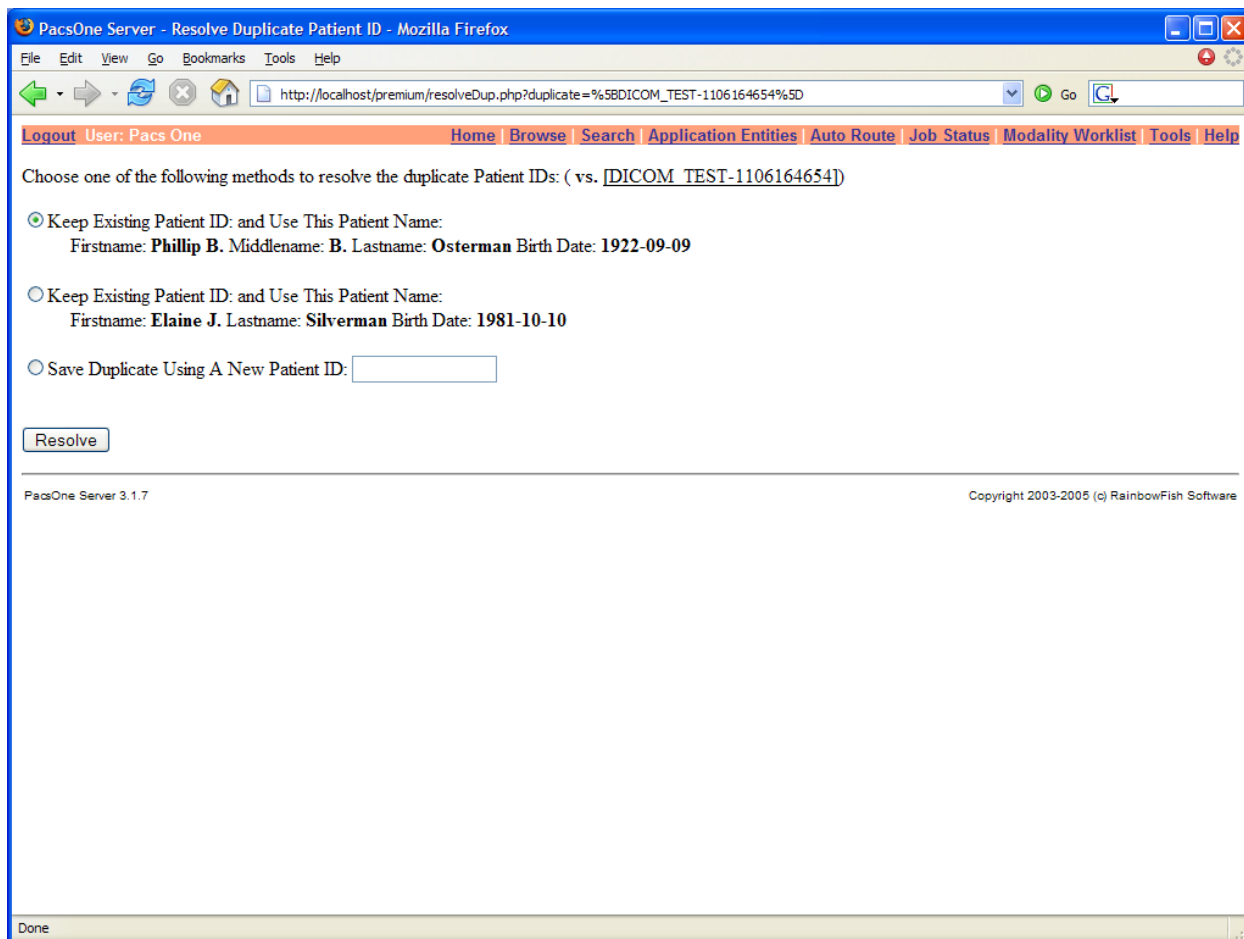 PacsOne Server - Resolve Duplicate Patient ID - Mozilla Firefox
File Edit View Go Bookmarks Tools Help
http://localhost/premium/resolveDup.php?duplicate=%5BDICOM_TEST-1106164654%5D Go G
Logout User: Pacs One Home | Browse | Search | Application Entities | Auto Route | Job Status | Modality Worklist | Tools | Help
Choose one of the following methods to resolve the duplicate Patient IDs: ( vs. [DICOM_TEST-1106164654])
Keep Existing Patient ID: and Use This Patient Name:
Firstname: Phillip B. Middlename: B. Lastname: Osterman Birth Date: 1922-09-09
Keep Existing Patient ID: and Use This Patient Name:
Firstname: Elaine J. Lastname: Silverman Birth Date: 1981-10-10
Save Duplicate Using A New Patient ID:
Resolve
PacsOne Server 3.1.7 Copyright 2003-2005 (c) RainbowFish Software
Done